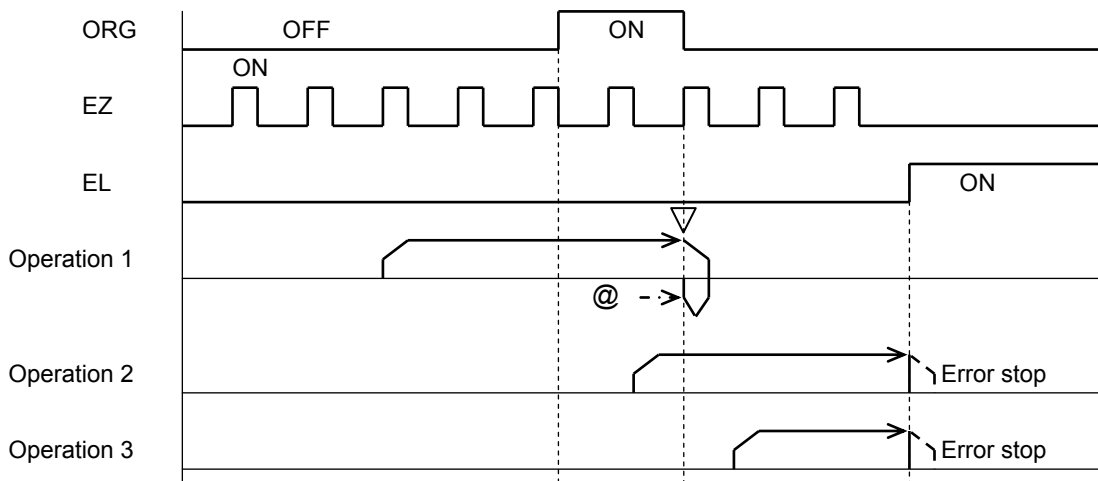 ORG OFF ON
ON
EZ
EL ON
Operation 1
@
Operation 2 Error stop
Operation 3 Error stop